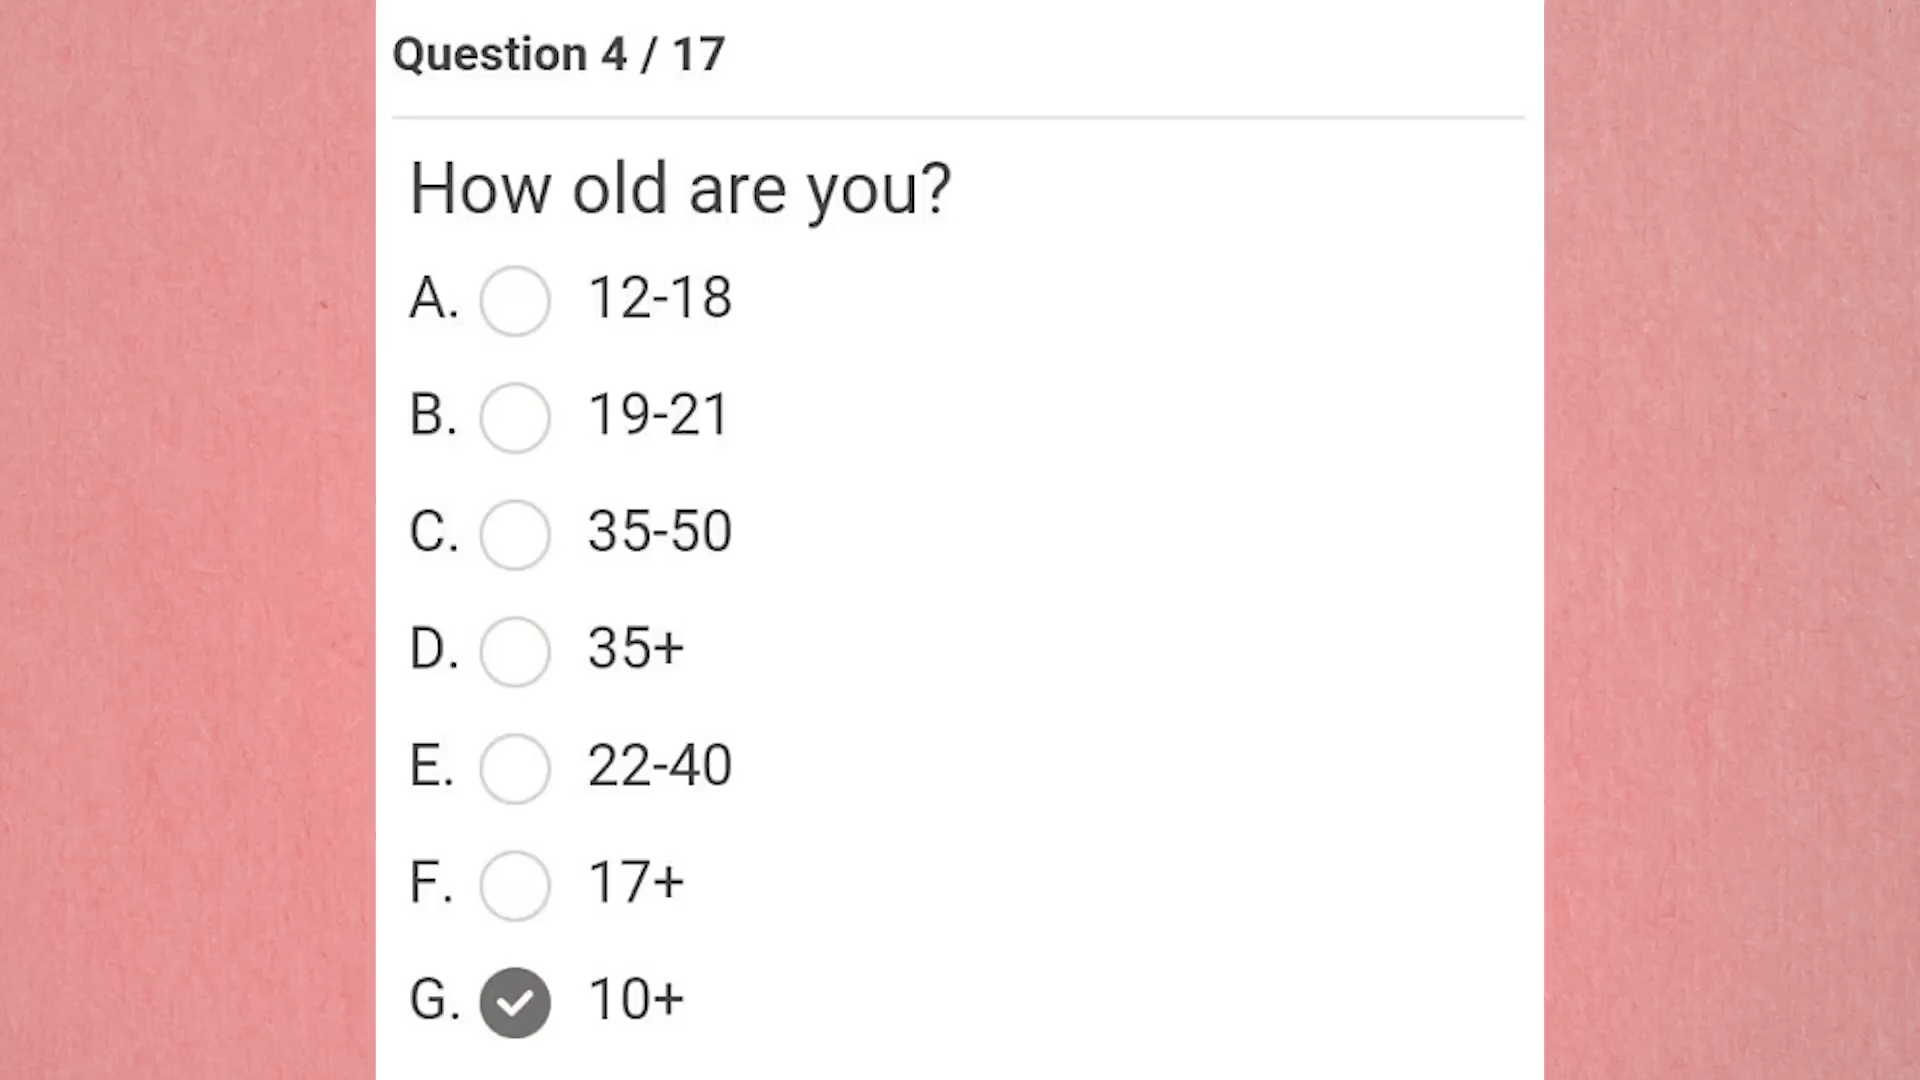 Question 4 / 17
How old are you?
A. 12-18
B. 19-21
C. 35-50
D. 35+
E. 22-40
F. 17+
G. 10+